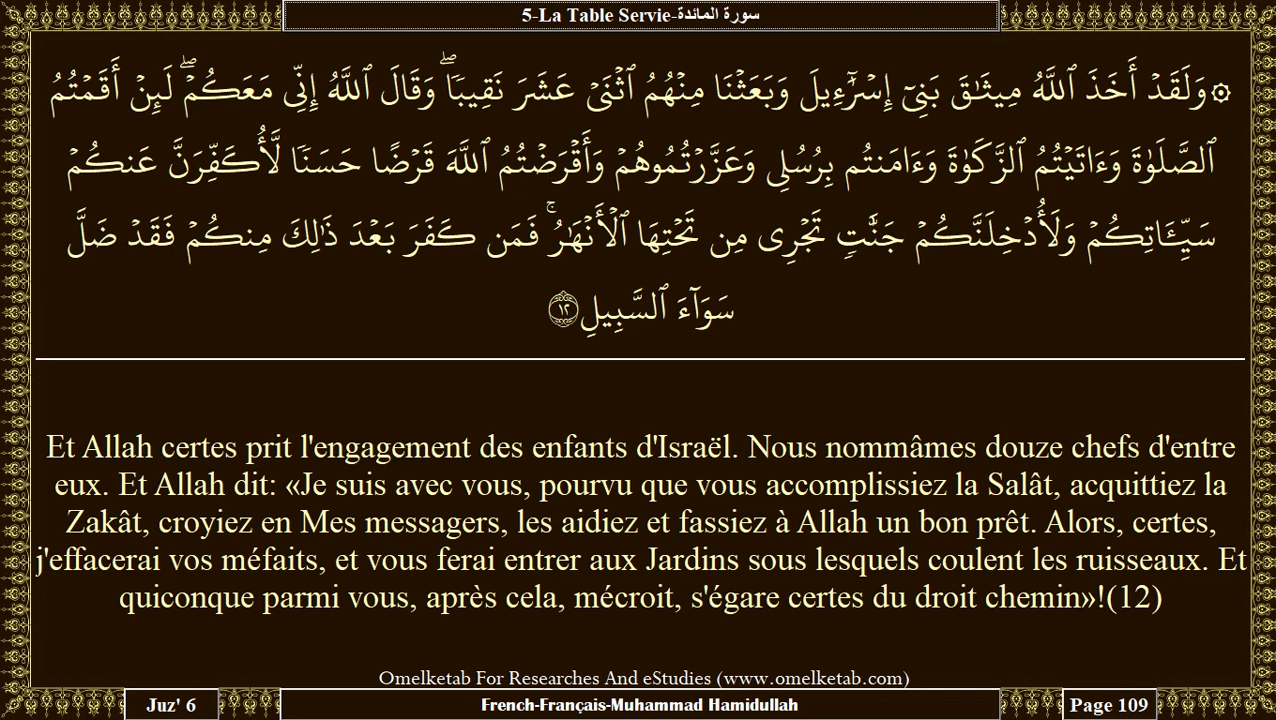 5-La Table Servie-سورة المائدة
۞وَلَقَدْ أَخَذَ ٱللَّهُ مِيثَٰقَ بَنِىٓ إِسْرَٰٓءِيلَ وَبَعَثْنَا مِنْهُمُ ٱثْنَىْ عَشَرَ نَقِيبًا ۖ وَقَالَ ٱللَّهُ إِنِّى مَعَكُمْ ۖ لَئِنْ أَقَمْتُمُ
ٱلصَّلَوٰةَ وَءَاتَيْتُمُ ٱلزَّكَوٰةَ وَءَامَنتُم بِرُسُلِى وَعَزَّرْتُمُوهُمْ وَأَقْرَضْتُمُ ٱللَّهَ قَرْضًا حَسَنًا لَّأُكَفِّرَنَّ عَنكُمْ
سَيِّـَٔاتِكُمْ وَلَأُدْخِلَنَّكُمْ جَنَّٰتٍ تَجْرِى مِن تَحْتِهَا ٱلْأَنْهَٰرُ ۚ فَمَن كَفَرَ بَعْدَ ذَٰلِكَ مِنكُمْ فَقَدْ ضَلَّ
سَوَآءَ ٱلسَّبِيلِ ١٢
Et Allah certes prit l'engagement des enfants d'Israël. Nous nommâmes douze chefs d'entre
eux. Et Allah dit: «Je suis avec vous, pourvu que vous accomplissiez la Salât, acquittiez la
Zakât, croyiez en Mes messagers, les aidiez et fassiez à Allah un bon prêt. Alors, certes,
j'effacerai vos méfaits, et vous ferai entrer aux Jardins sous lesquels coulent les ruisseaux. Et
quiconque parmi vous, après cela, mécroit, s'égare certes du droit chemin»!(12)
Omelketab For Researches And eStudies (www.omelketab.com)
Juz' 6
French-Français-Muhammad Hamidullah
Page 109